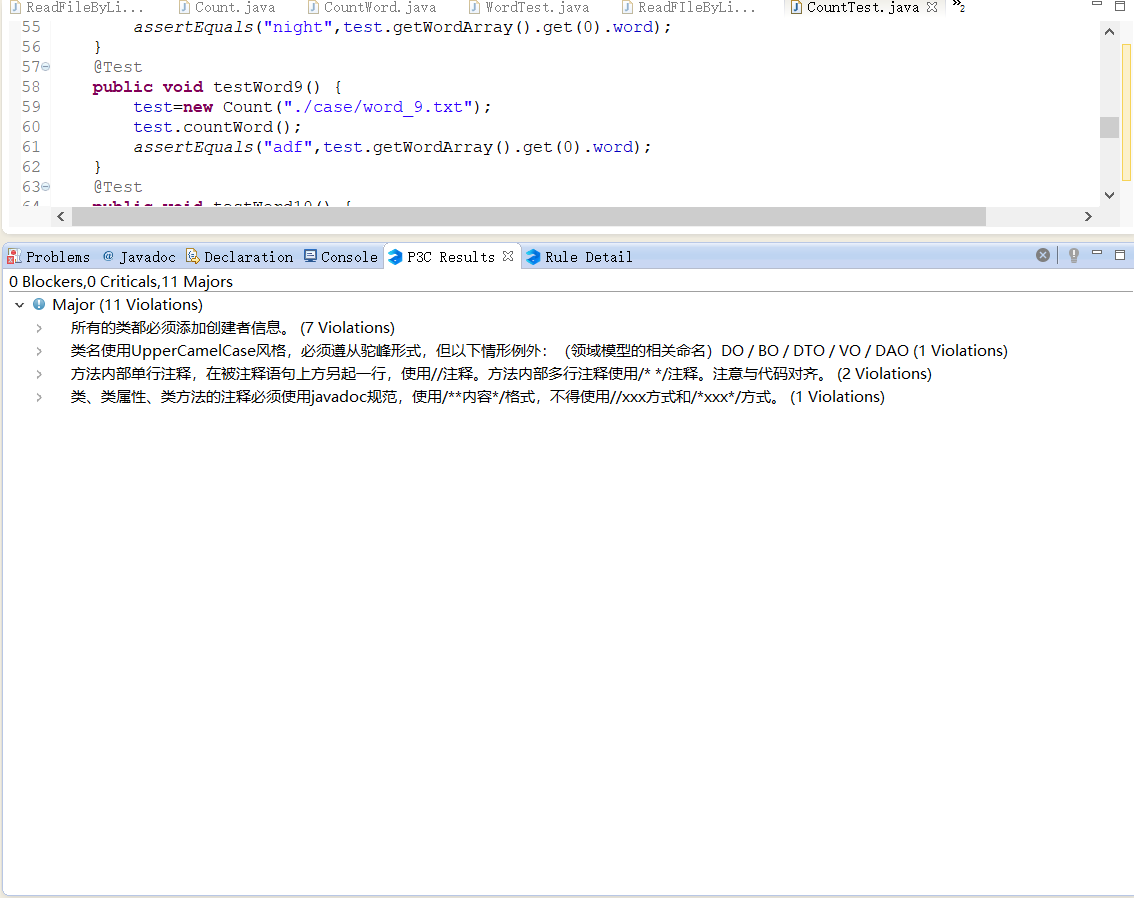 ReadFileByLi... Count.java CountWord.java WordTest.java ReadFIleByLi... CountTest.java »2
55 assertEquals("night",test.getWordArray().get(0).word);
56 }
57 @Test
58 public void testWord9() {
59 test=new Count("./case/word_9.txt");
60 test.countWord();
61 assertEquals("adf",test.getWordArray().get(0).word);
62 }
63 @Test
64 public void testWord10() {
Problems @ Javadoc Declaration Console P3C Results Rule Detail
0 Blockers,0 Criticals,11 Majors
Major (11 Violations)
所有的类都必须添加创建者信息。 (7 Violations)
类名使用UpperCamelCase风格，必须遵从驼峰形式，但以下情形例外：（领域模型的相关命名）DO / BO / DTO / VO / DAO (1 Violations)
方法内部单行注释，在被注释语句上方另起一行，使用//注释。方法内部多行注释使用/* */注释。注意与代码对齐。 (2 Violations)
类、类属性、类方法的注释必须使用javadoc规范，使用/**内容*/格式，不得使用//xxx方式和/*xxx*/方式。 (1 Violations)